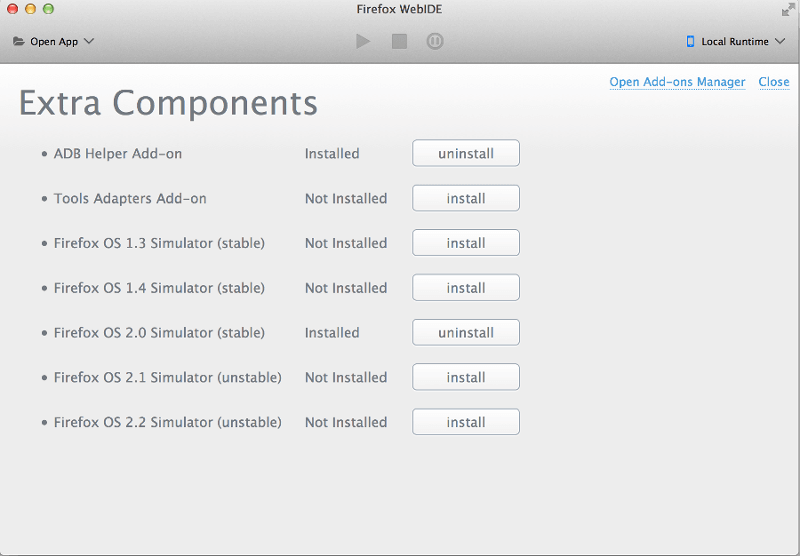 Firefox WebIDE
Open App
Local Runtime
Open Add-ons Manager Close
Extra Components
• ADB Helper Add-on Installed uninstall
• Tools Adapters Add-on Not Installed install
• Firefox OS 1.3 Simulator (stable) Not Installed install
• Firefox OS 1.4 Simulator (stable) Not Installed install
• Firefox OS 2.0 Simulator (stable) Installed uninstall
• Firefox OS 2.1 Simulator (unstable) Not Installed install
• Firefox OS 2.2 Simulator (unstable) Not Installed install